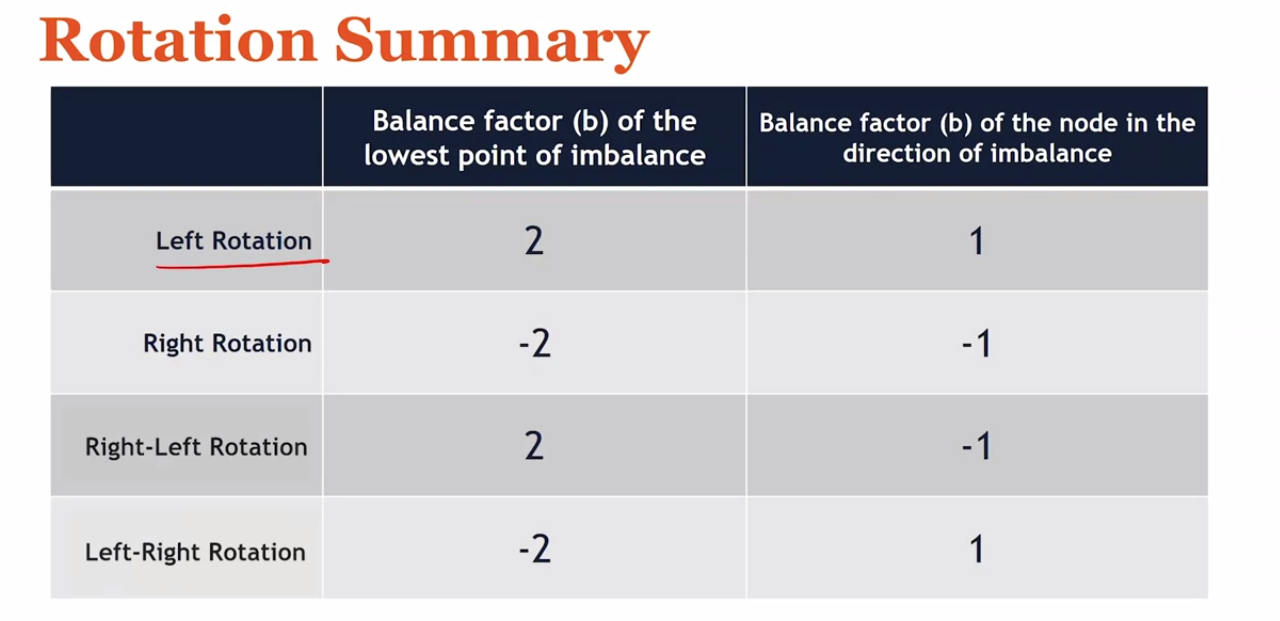 Rotation Summary
Balance factor (b) of the
lowest point of imbalance
Balance factor (b) of the node in the
direction of imbalance
Left Rotation 2 1
Right Rotation -2 -1
Right-Left Rotation 2 -1
Left-Right Rotation -2 1